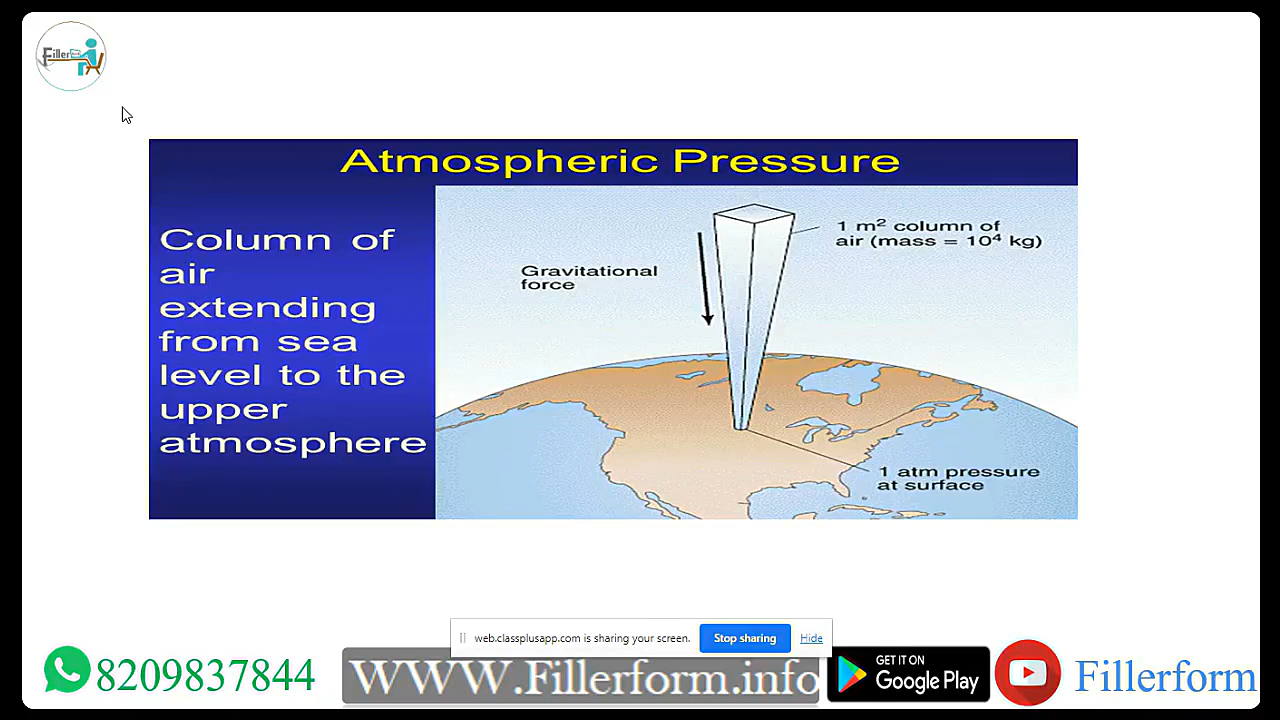 Filler
Atmospheric Pressure
Column of
air
extending
from sea
level to the
upper
atmosphere
Gravitational
force
1 m² column of
air (mass = 10⁴ kg)
1 atm pressure
at surface
web.classplusapp.com is sharing your screen.
Stop sharing
Hide
8209837844
WWW.Fillerform.info
GET IT ON
Google Play
Fillerform